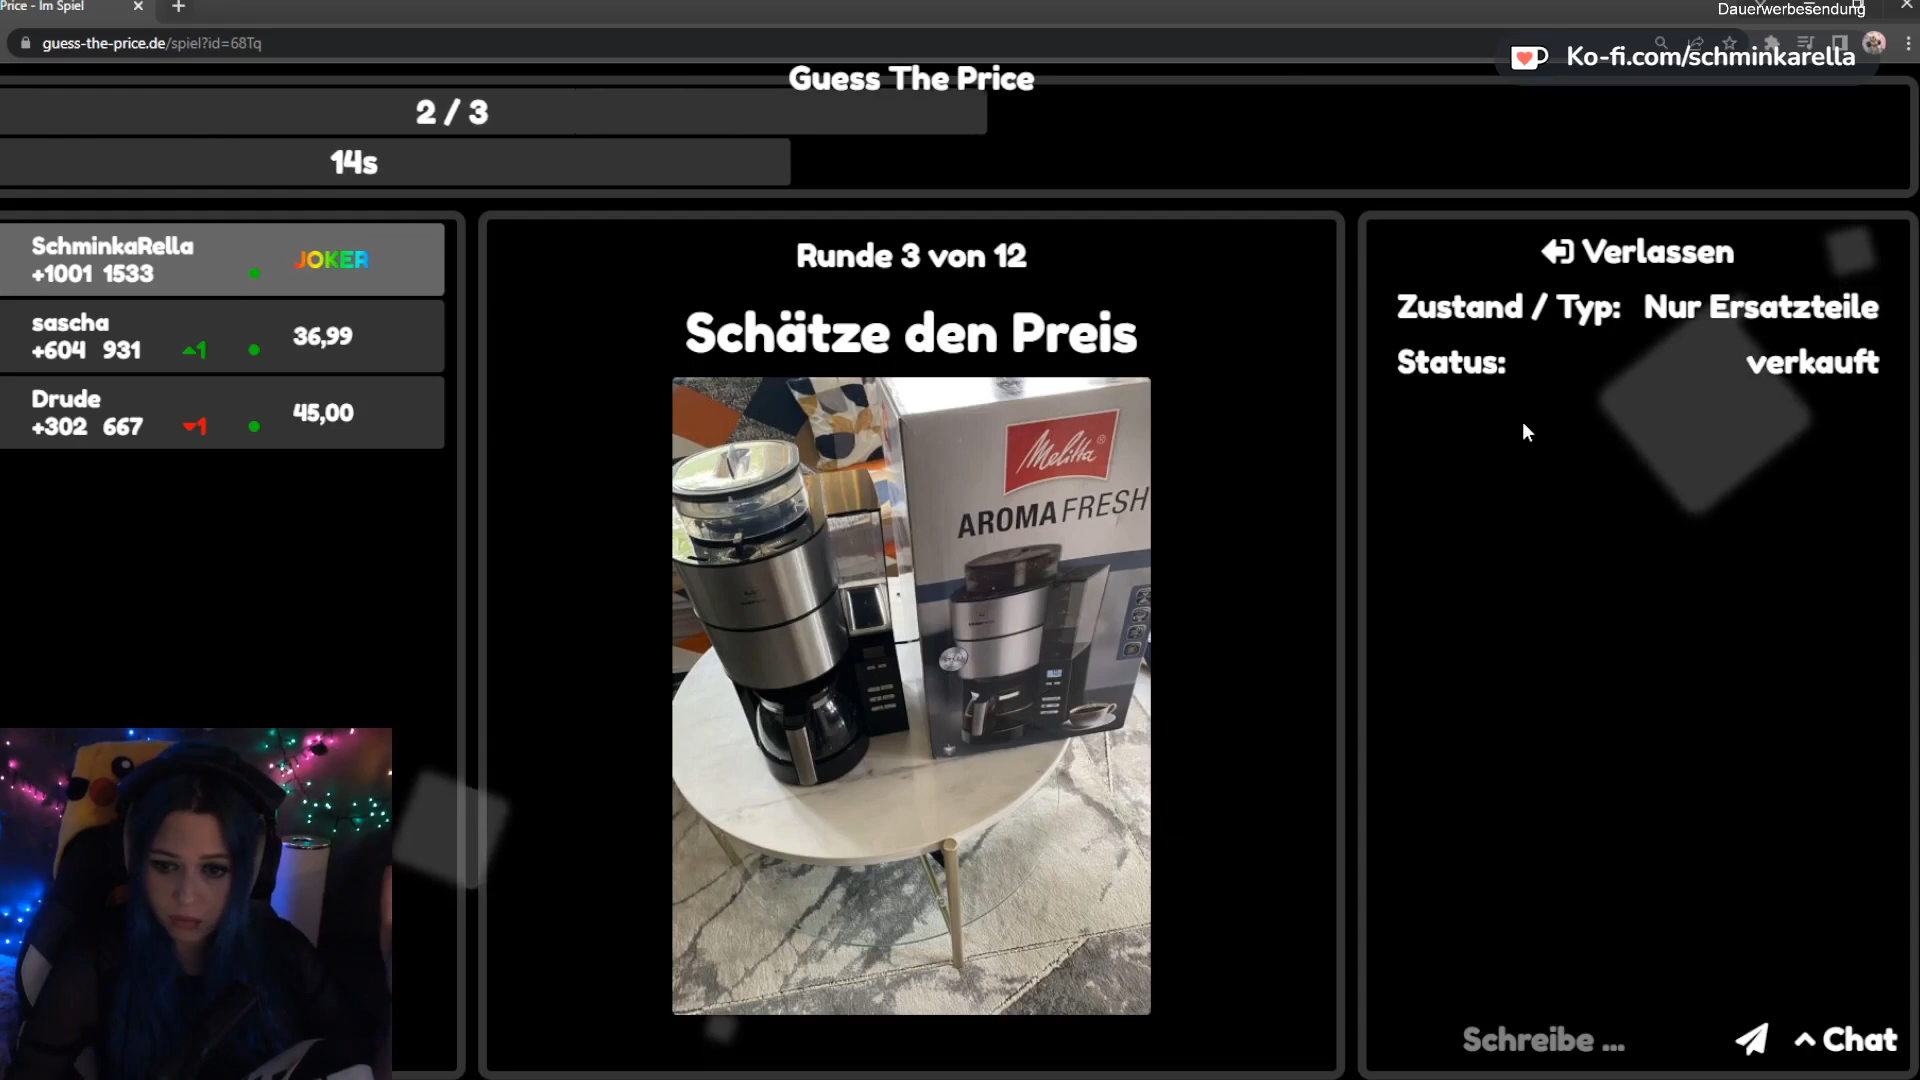 Price - Im Spiel
Dauerwerbesendung
guess-the-price.de/spiel?id=68Tq
Ko-fi.com/schminkarella
Guess The Price
2 / 3
14s
SchminkaRella
+1001 1533
JOKER
sascha
+604 931
1
36,99
Drude
+302 667
1
45,00
Runde 3 von 12
Schätze den Preis
Melitta®
AROMAFRESH
Verlassen
Zustand / Typ: Nur Ersatzteile
Status: verkauft
Schreibe ...
Chat